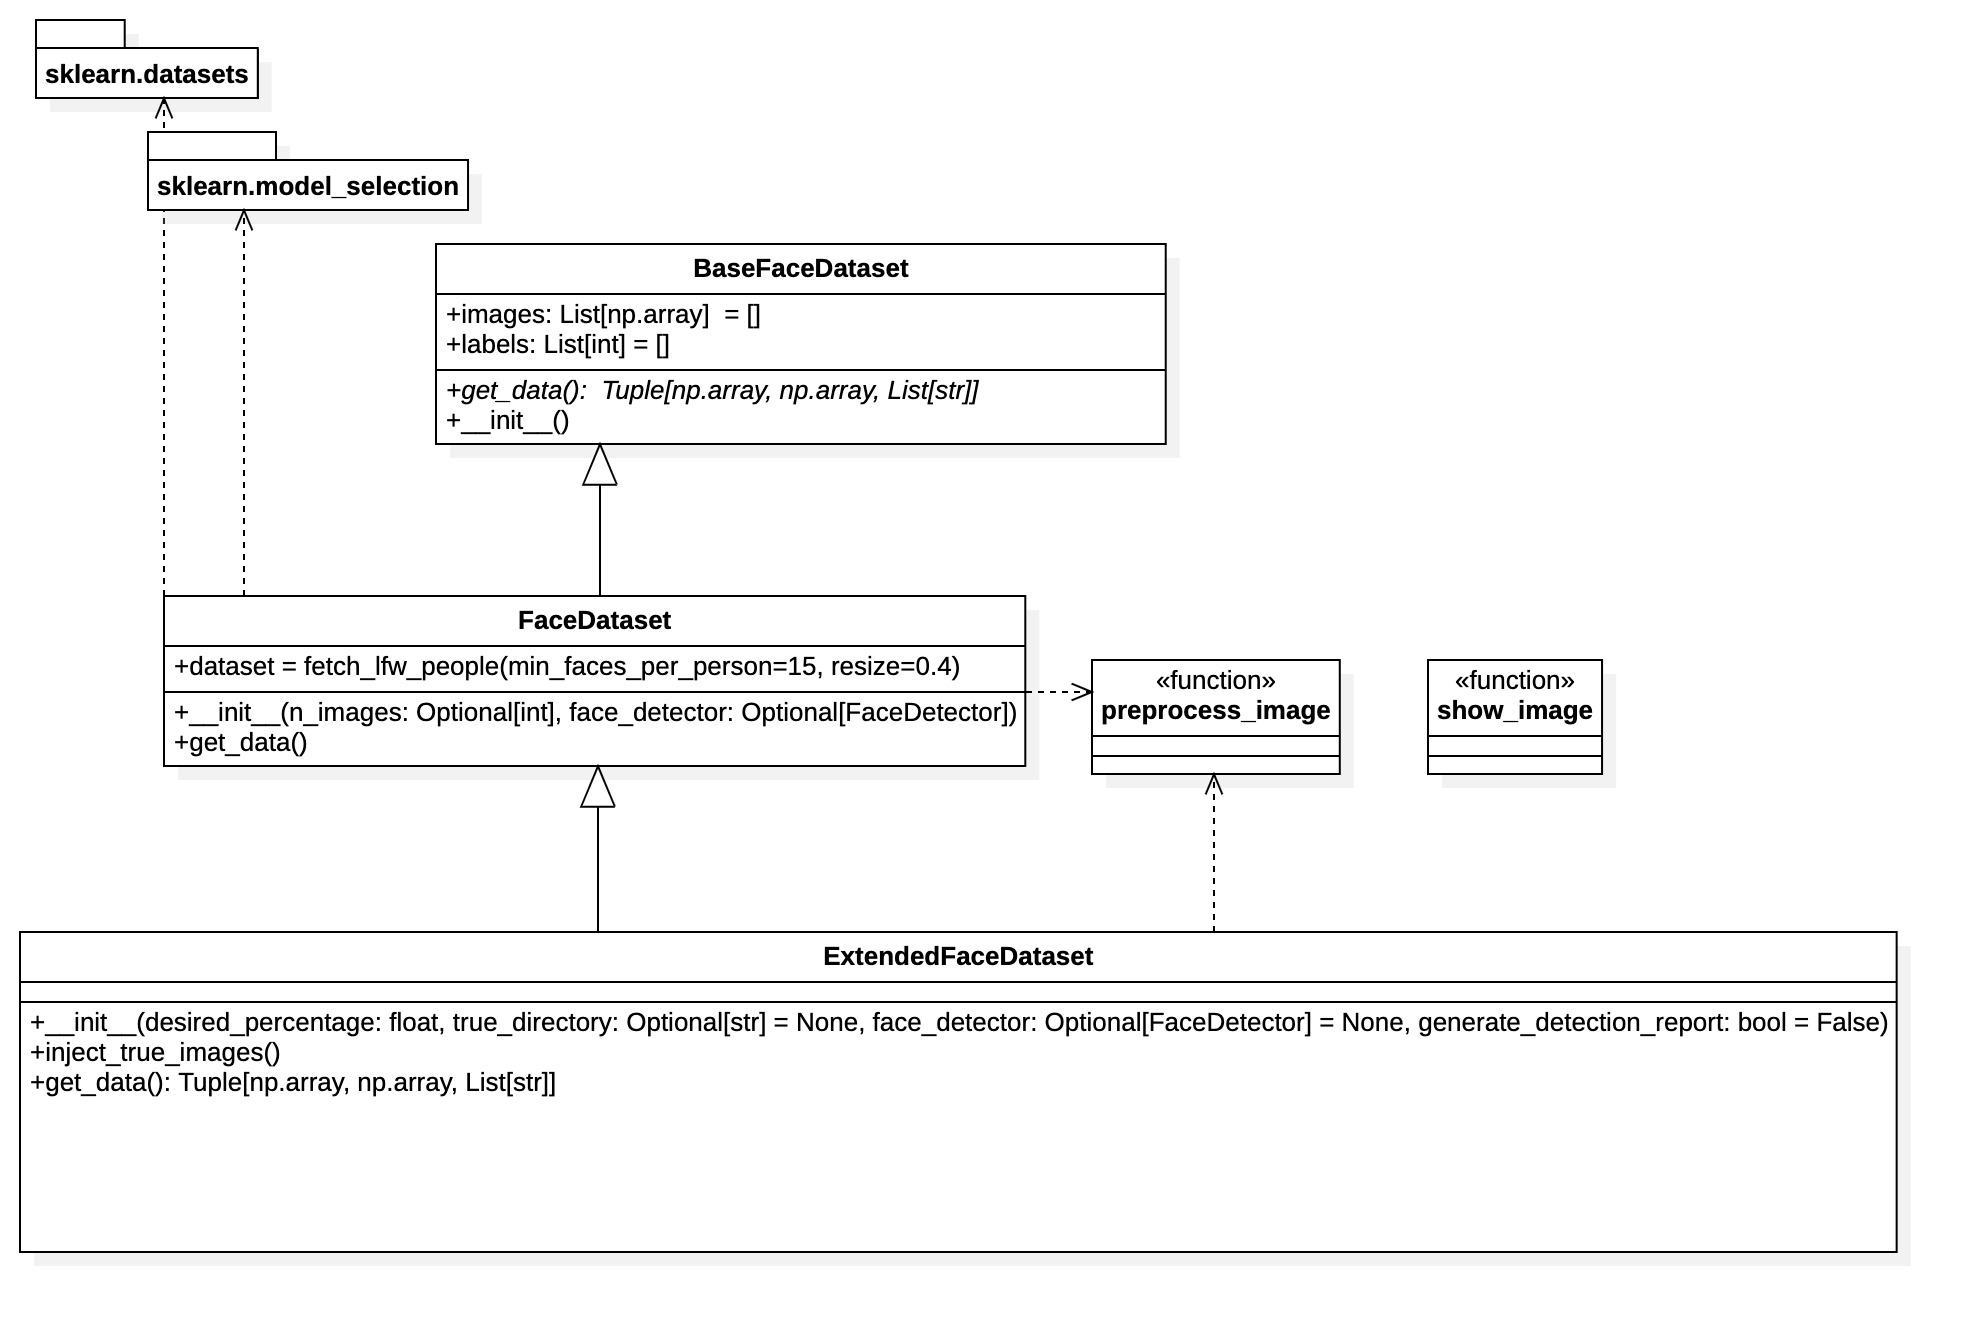 sklearn.datasets
sklearn.model_selection
BaseFaceDataset
+images: List[np.array]  = []
+labels: List[int] = []
+get_data():  Tuple[np.array, np.array, List[str]]
+__init__()
FaceDataset
+dataset = fetch_lfw_people(min_faces_per_person=15, resize=0.4)
+__init__(n_images: Optional[int], face_detector: Optional[FaceDetector])
+get_data()
«function»
preprocess_image
«function»
show_image
ExtendedFaceDataset
+__init__(desired_percentage: float, true_directory: Optional[str] = None, face_detector: Optional[FaceDetector] = None, generate_detection_report: bool = False)
+inject_true_images()
+get_data(): Tuple[np.array, np.array, List[str]]